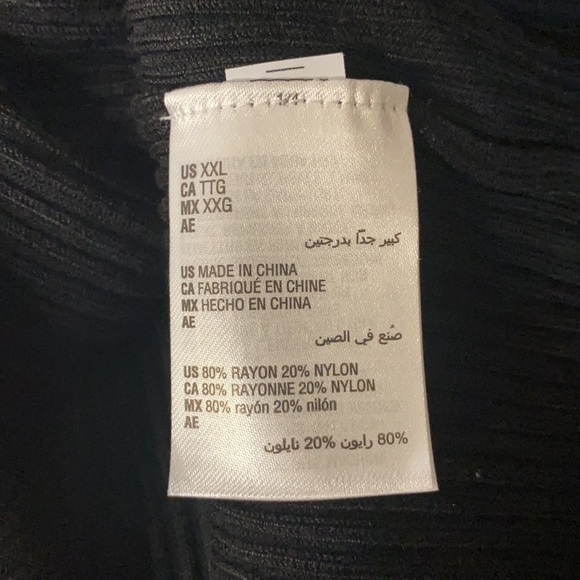 US XXL
CA TTG
MX XXG
AE
كبير جدًا بدرجتين
US MADE IN CHINA
CA FABRIQUÉ EN CHINE
MX HECHO EN CHINA
AE
صُنع في الصين
US 80% RAYON 20% NYLON
CA 80% RAYONNE 20% NYLON
MX 80% rayón 20% nilón
AE
80% رايون 20% نايلون